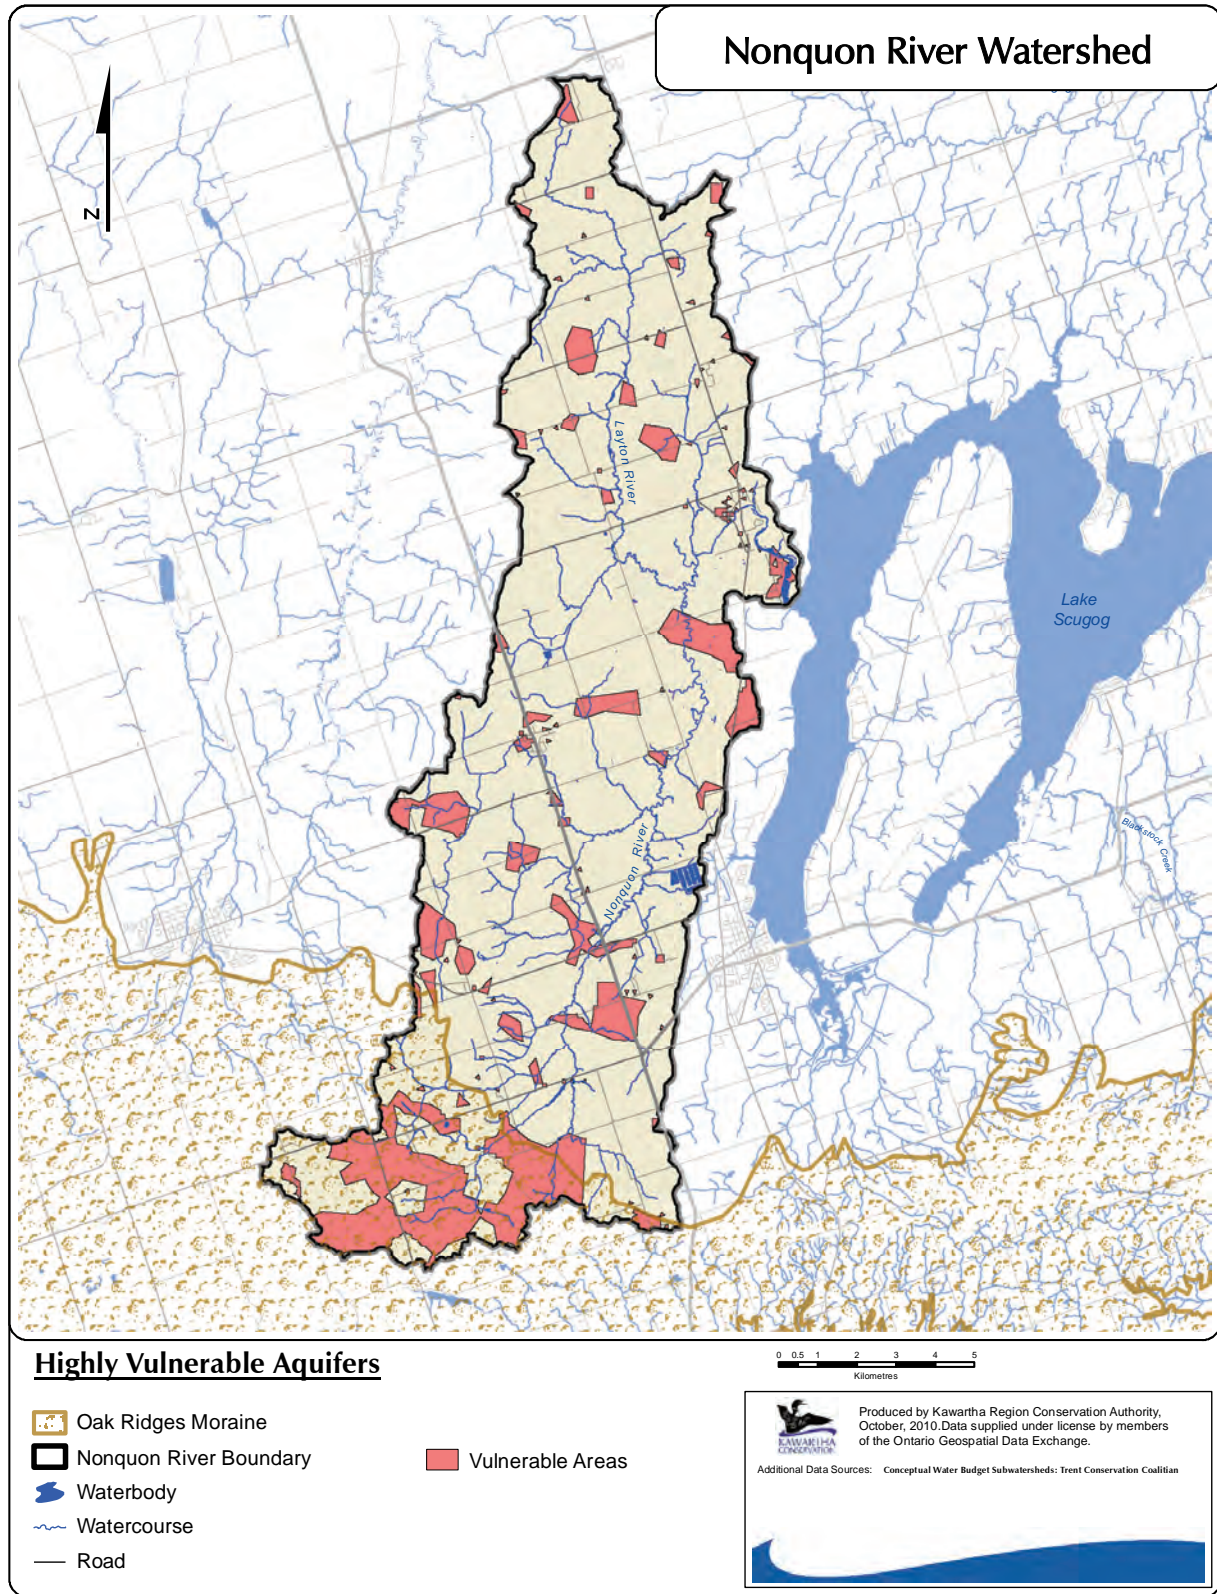 Nonquon River Watershed
N
Layton River
Lake
Scugog
Blackstock Creek
Nonquon River
Highly Vulnerable Aquifers
0 0.5 1 2 3 4 5
Kilometres
Oak Ridges Moraine
Nonquon River Boundary
Vulnerable Areas
Waterbody
Watercourse
Road
KAWARTHA
CONSERVATION
Produced by Kawartha Region Conservation Authority,
October, 2010.Data supplied under license by members
of the Ontario Geospatial Data Exchange.
Additional Data Sources: Conceptual Water Budget Subwatersheds: Trent Conservation Coalitian